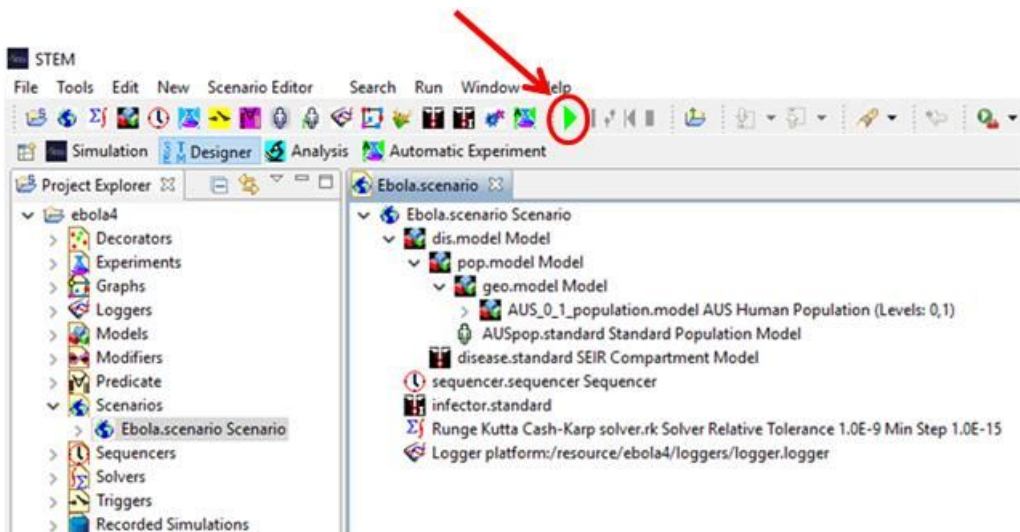 STEM
File Tools Edit New Scenario Editor Search Run Window Help
Simulation Designer Analysis Automatic Experiment
Project Explorer
Ebola.scenario
ebola4
Decorators
Experiments
Graphs
Loggers
Models
Modifiers
Predicate
Scenarios
Ebola.scenario Scenario
Sequencers
Solvers
Triggers
Recorded Simulations
Ebola.scenario Scenario
dis.model Model
pop.model Model
geo.model Model
AUS_0_1_population.model AUS Human Population (Levels: 0,1)
AUSpop.standard Standard Population Model
disease.standard SEIR Compartment Model
sequencer.sequencer Sequencer
infector.standard
Runge Kutta Cash-Karp solver.rk Solver Relative Tolerance 1.0E-9 Min Step 1.0E-15
Logger platform:/resource/ebola4/loggers/logger.logger